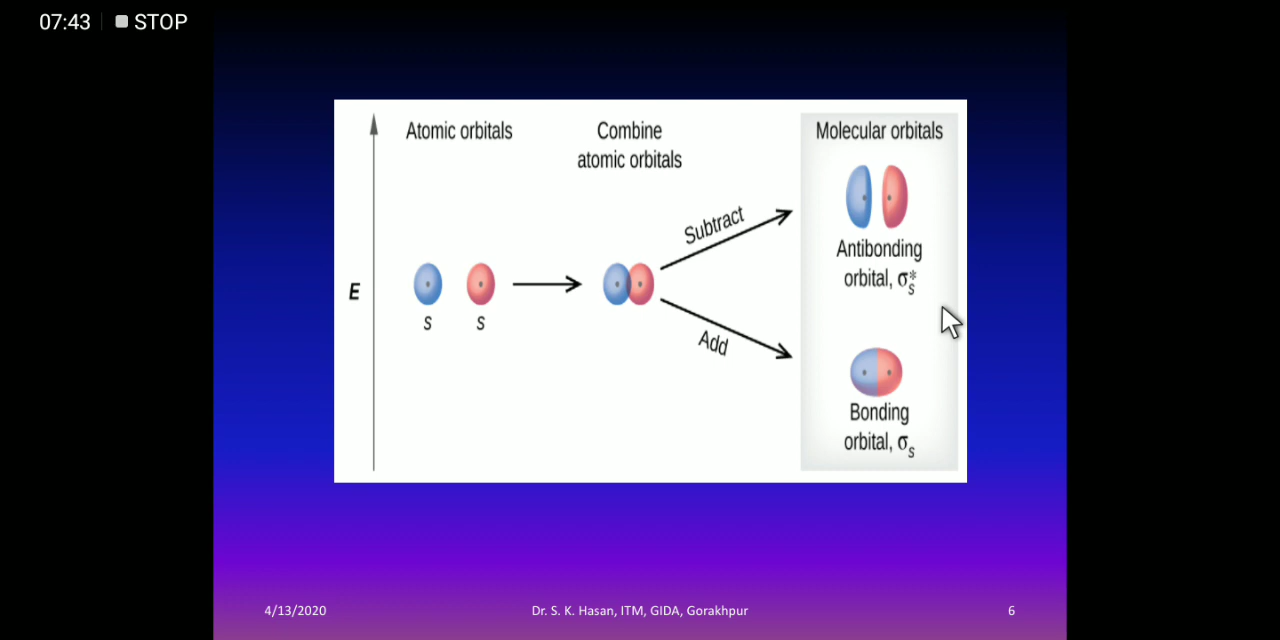 07:43 STOP
Atomic orbitals
Combine
atomic orbitals
Molecular orbitals
Subtract
Antibonding
orbital, σ*s
E
s s
Add
Bonding
orbital, σs
4/13/2020 Dr. S. K. Hasan, ITM, GIDA, Gorakhpur 6